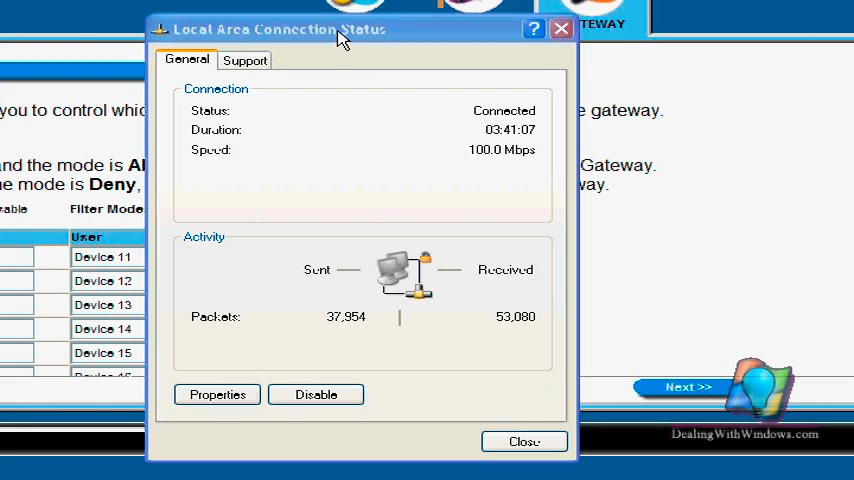 Local Area Connection Status
EWAY
General
Support
you to control whic
e gateway.
Connection
Status:
Connected
Duration:
03:41:07
Speed:
100.0 Mbps
and the mode is Al
Gateway.
e mode is Deny,
way.
zable
Filter Mode
User
Device 11
Device 12
Device 13
Device 14
Device 15
Activity
Sent
Received
Packets:
37,954
53,080
Properties
Disable
Next >>
Close
DealingWithWindows.com